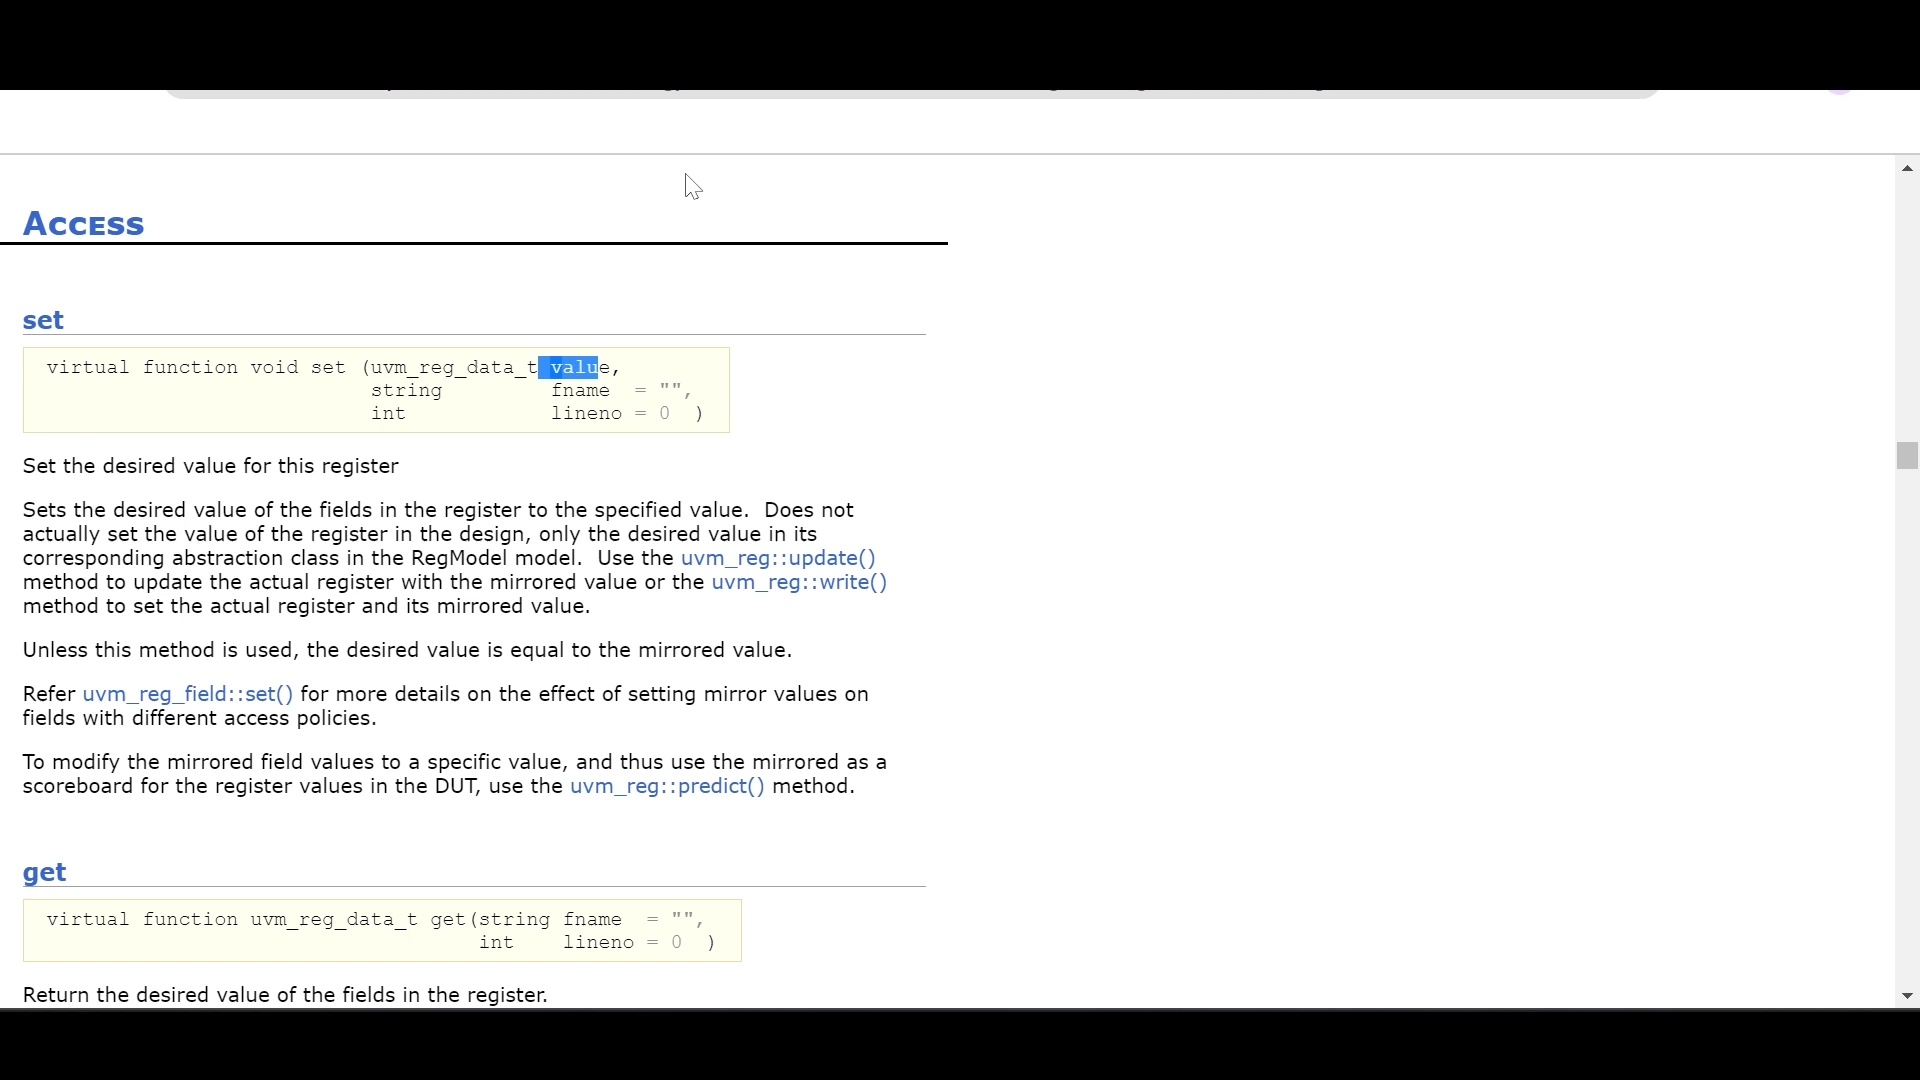 Access
set
virtual function void set (uvm_reg_data_t value,
string fname = "",
int lineno = 0 )
Set the desired value for this register
Sets the desired value of the fields in the register to the specified value. Does not
actually set the value of the register in the design, only the desired value in its
corresponding abstraction class in the RegModel model. Use the uvm_reg::update()
method to update the actual register with the mirrored value or the uvm_reg::write()
method to set the actual register and its mirrored value.
Unless this method is used, the desired value is equal to the mirrored value.
Refer uvm_reg_field::set() for more details on the effect of setting mirror values on
fields with different access policies.
To modify the mirrored field values to a specific value, and thus use the mirrored as a
scoreboard for the register values in the DUT, use the uvm_reg::predict() method.
get
virtual function uvm_reg_data_t get(string fname = "",
int lineno = 0 )
Return the desired value of the fields in the register.